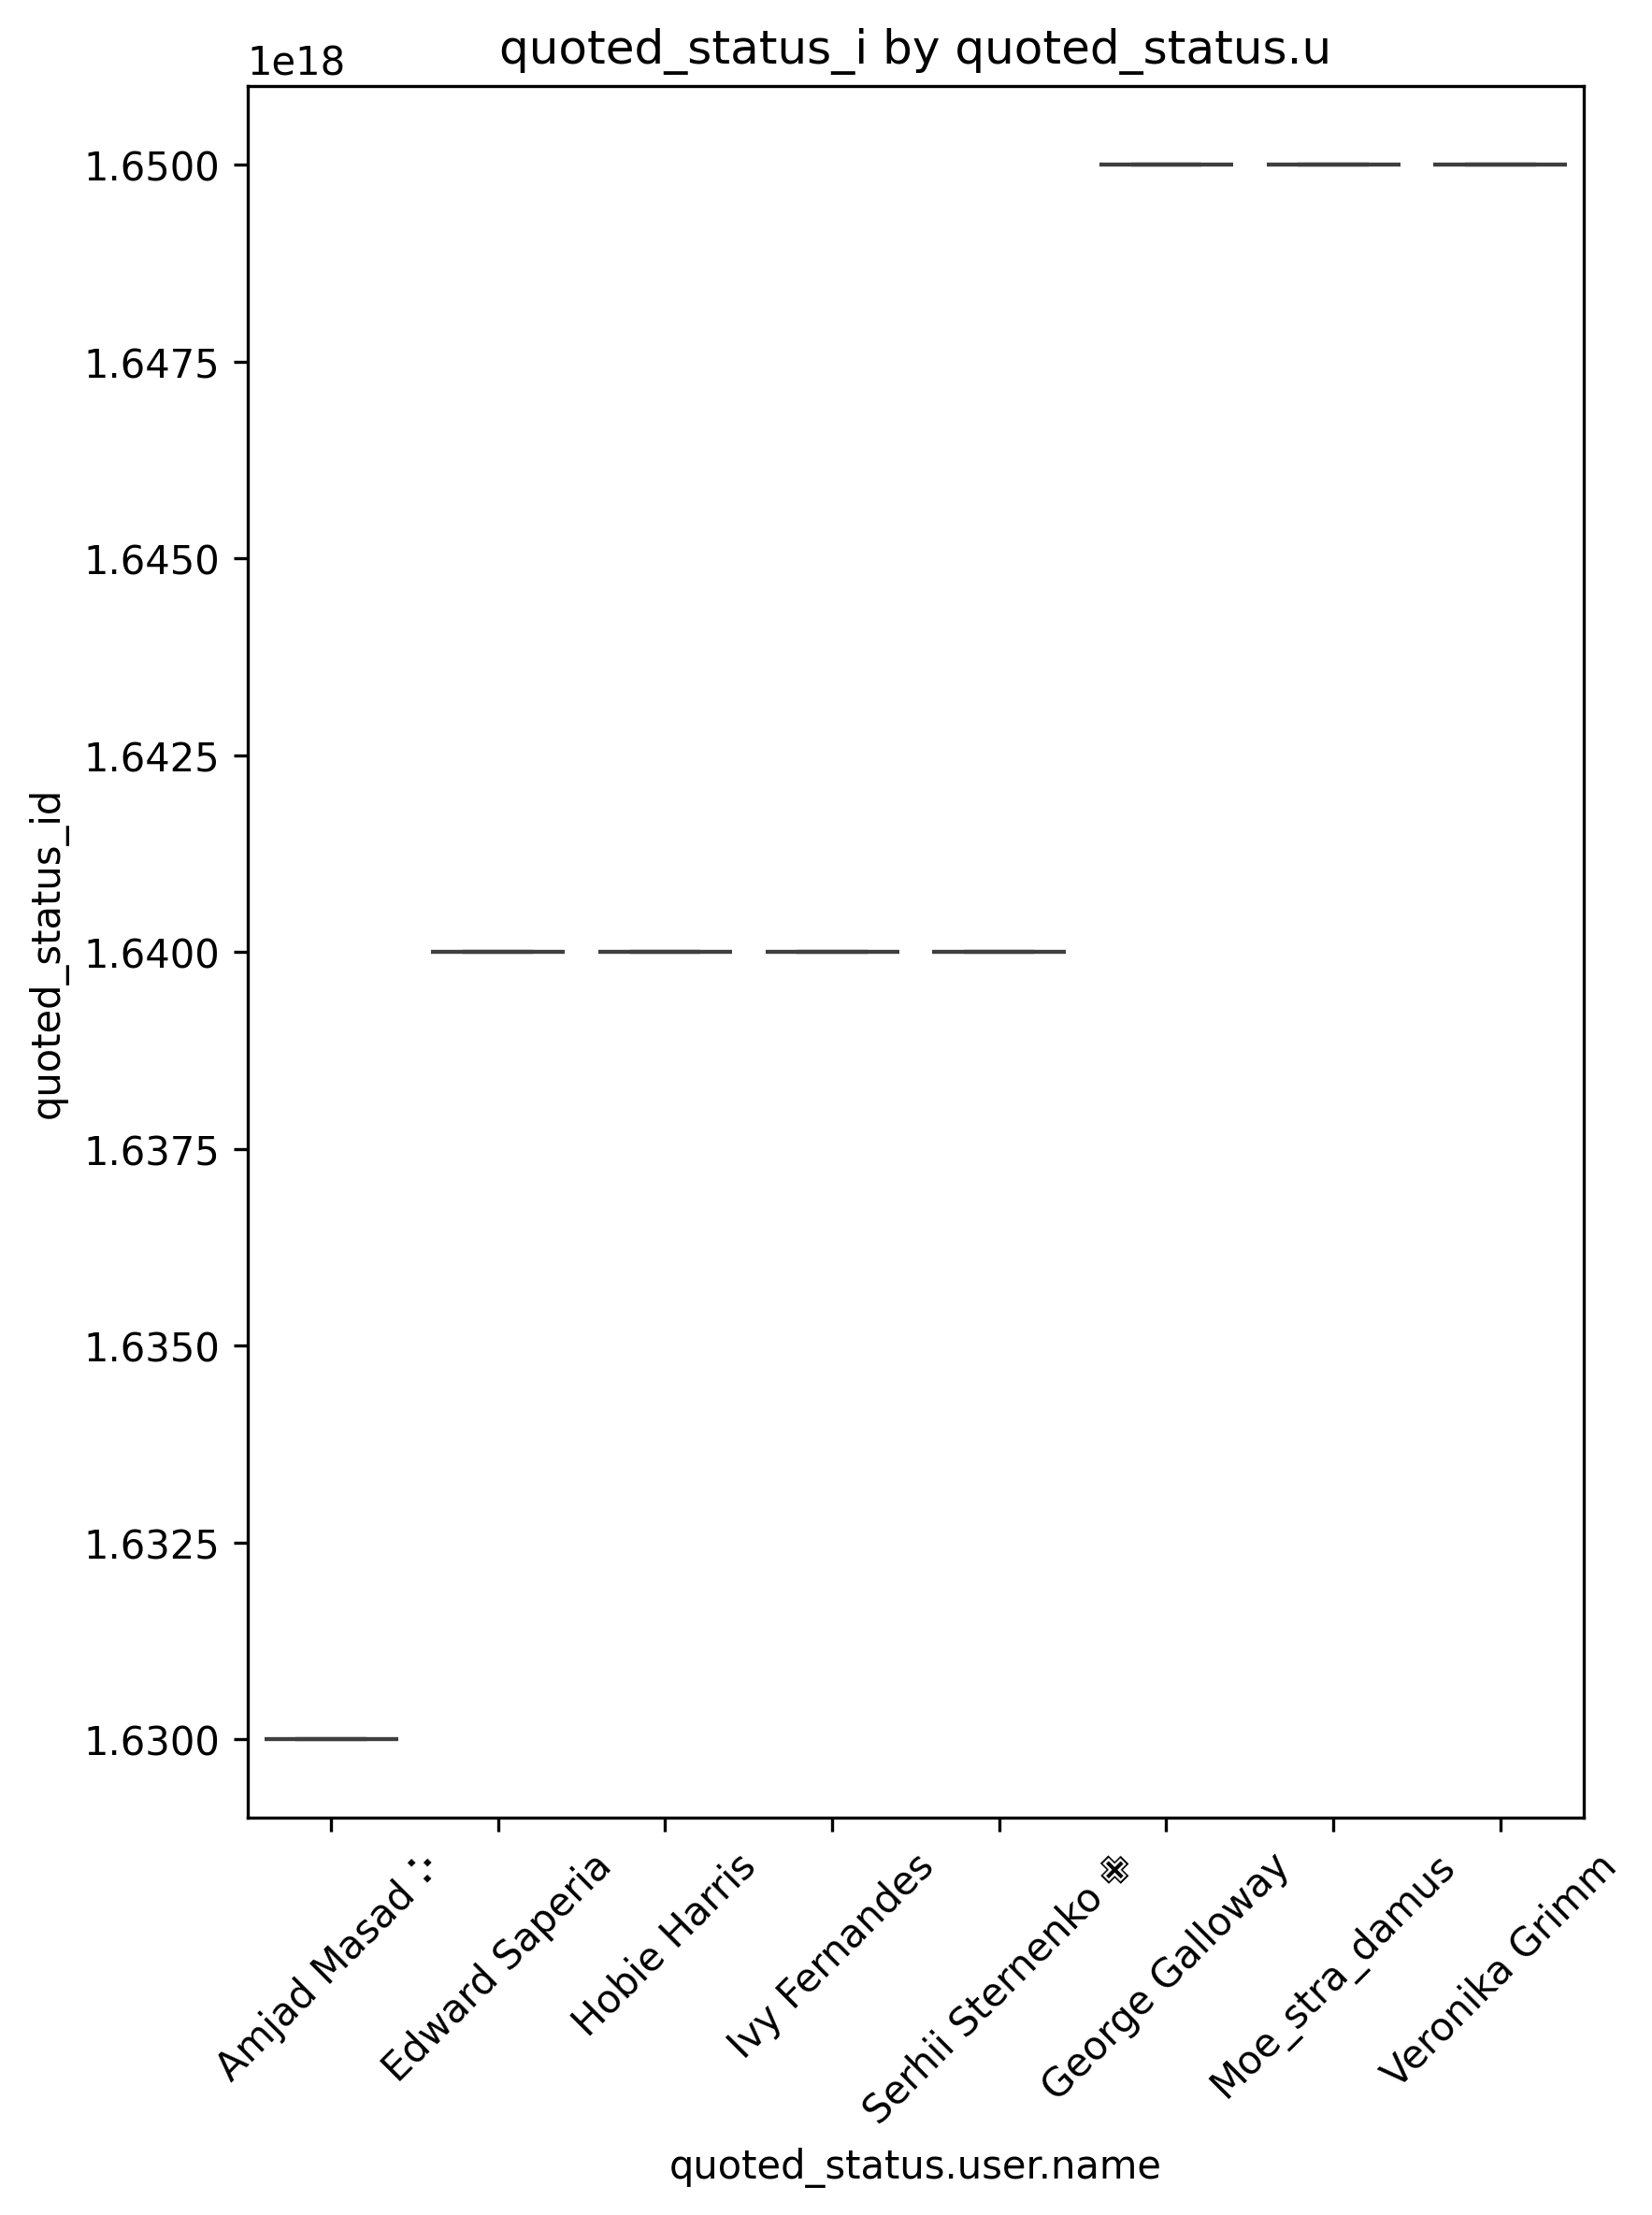 quoted_status_i by quoted_status.u
1e18
1.6500
1.6475
1.6450
1.6425
1.6400
1.6375
1.6350
1.6325
1.6300
quoted_status_id
Amjad Masad ⠕
Edward Saperia
Hobie Harris
Ivy Fernandes
Serhii Sternenko ✙
George Galloway
Moe_stra_damus
Veronika Grimm
quoted_status.user.name